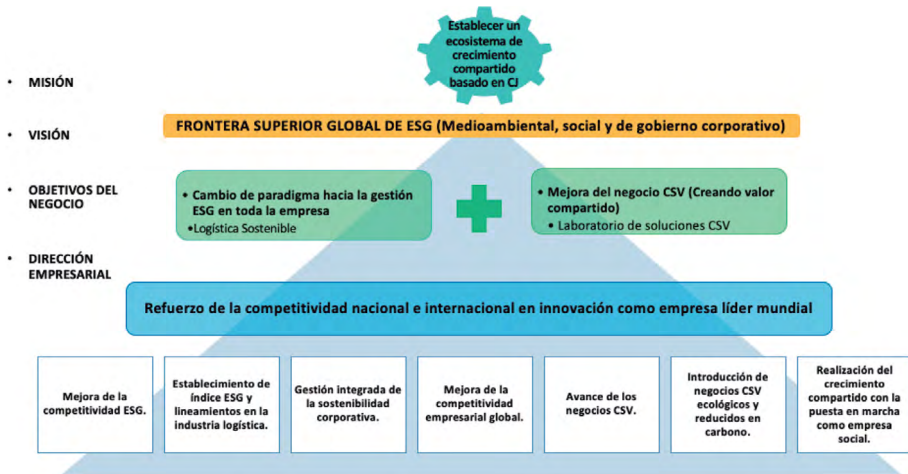 Establecer un
ecosistema de
crecimiento
compartido
basado en CJ
• MISIÓN
FRONTERA SUPERIOR GLOBAL DE ESG (Medioambiental, social y de gobierno corporativo)
• VISIÓN
• OBJETIVOS DEL
NEGOCIO
• Cambio de paradigma hacia la gestión
ESG en toda la empresa
•Logística Sostenible
• Mejora del negocio CSV (Creando valor
compartido)
• Laboratorio de soluciones CSV
• DIRECCIÓN
EMPRESARIAL
Refuerzo de la competitividad nacional e internacional en innovación como empresa líder mundial
Mejora de la
competitividad ESG.
Establecimiento de
índice ESG y
lineamientos en la
industria logística.
Gestión integrada de
la sostenibilidad
corporativa.
Mejora de la
competitividad
empresarial global.
Avance de los
negocios CSV.
Introducción de
negocios CSV
ecológicos y
reducidos en
carbono.
Realización del
crecimiento
compartido con la
puesta en marcha
como empresa
social.